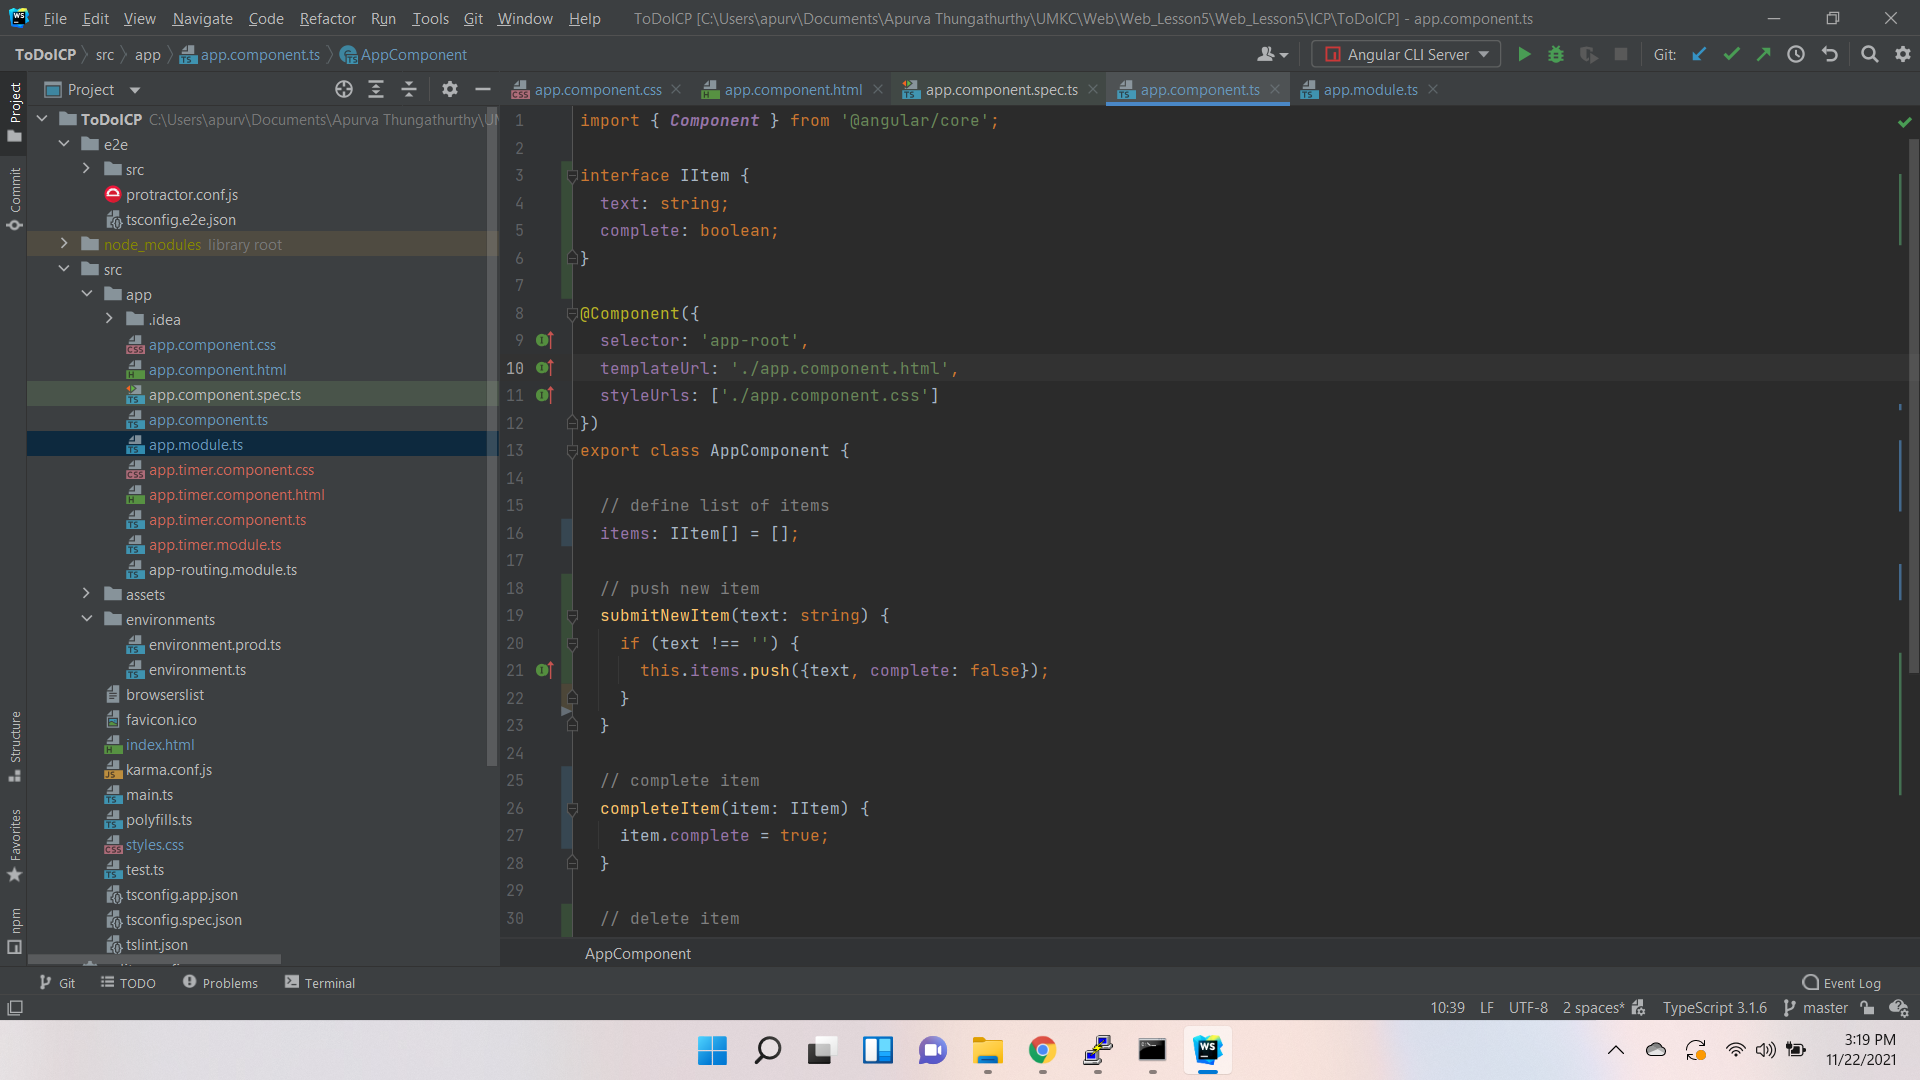 File Edit View Navigate Code Refactor Run Tools Git Window Help ToDoICP [C:\Users\apurv\Documents\Apurva Thungathurthy\UMKC\Web\Web_Lesson5\Web_Lesson5\ICP\ToDoICP] - app.component.ts
ToDoICP src app app.component.ts AppComponent Angular CLI Server Git:
Project
app.component.css app.component.html app.component.spec.ts app.component.ts app.module.ts
Project
Commit
Structure
Favorites
npm
ToDoICP C:\Users\apurv\Documents\Apurva Thungathurthy\
e2e
src
protractor.conf.js
tsconfig.e2e.json
node_modules library root
src
app
.idea
app.component.css
app.component.html
app.component.spec.ts
app.component.ts
app.module.ts
app.timer.component.css
app.timer.component.html
app.timer.component.ts
app.timer.module.ts
app-routing.module.ts
assets
environments
environment.prod.ts
environment.ts
browserslist
favicon.ico
index.html
karma.conf.js
main.ts
polyfills.ts
styles.css
test.ts
tsconfig.app.json
tsconfig.spec.json
tslint.json
1 import { Component } from '@angular/core';
2
3 interface IItem {
4 text: string;
5 complete: boolean;
6 }
7
8 @Component({
9 selector: 'app-root',
10 templateUrl: './app.component.html',
11 styleUrls: ['./app.component.css']
12 })
13 export class AppComponent {
14
15 // define list of items
16 items: IItem[] = [];
17
18 // push new item
19 submitNewItem(text: string) {
20 if (text !== '') {
21 this.items.push({text, complete: false});
22 }
23 }
24
25 // complete item
26 completeItem(item: IItem) {
27 item.complete = true;
28 }
29
30 // delete item
AppComponent
Git TODO Problems Terminal Event Log
10:39 LF UTF-8 2 spaces* TypeScript 3.1.6 master
WS
3:19 PM
11/22/2021